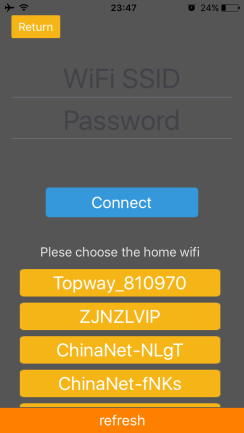 23:47
24%
Return
WiFi SSID
Password
Connect
Plese choose the home wifi
Topway_810970
ZJNZLVIP
ChinaNet-NLgT
ChinaNet-fNKs
refresh